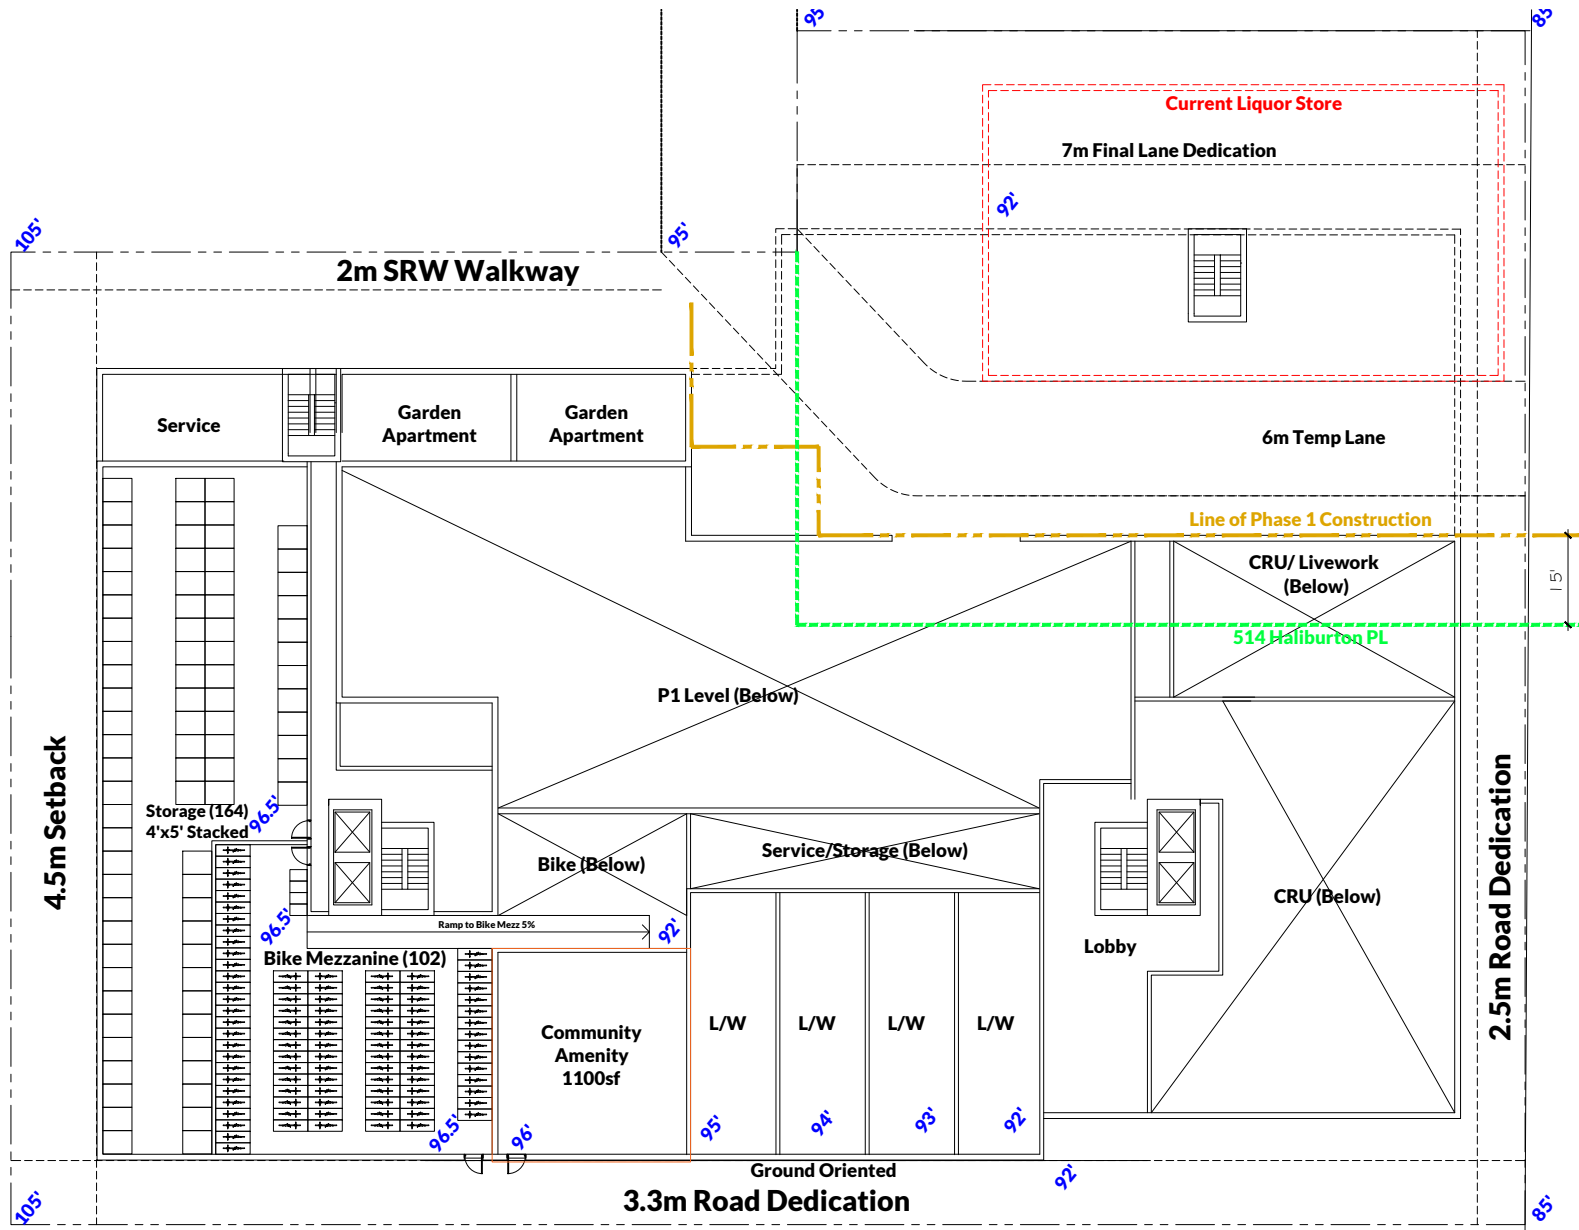 95'
85'
Current Liquor Store
7m Final Lane Dedication
92'
105'
95'
2m SRW Walkway
Service
Garden
Apartment
Garden
Apartment
6m Temp Lane
Line of Phase 1 Construction
CRU/ Livework
(Below)
15'
514 Haliburton PL
P1 Level (Below)
4.5m Setback
2.5m Road Dedication
Storage (164)
4'x5' Stacked
96.5'
Bike (Below)
Service/Storage (Below)
CRU (Below)
96.5'
Ramp to Bike Mezz 5%
92'
Lobby
Bike Mezzanine (102)
Community
Amenity
1100sf
L/W
L/W
L/W
L/W
96.5'
96'
95'
94'
93'
92'
Ground Oriented
92'
3.3m Road Dedication
105'
85'